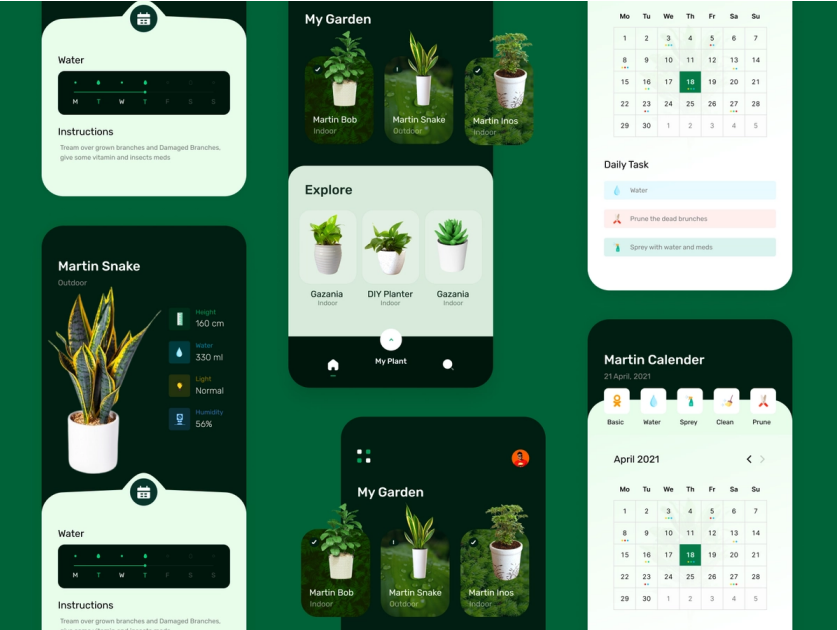 Water
M T W T F S S
Instructions
Tream over grown branches and Damaged Branches,
give some vitamin and insects meds
Martin Snake
Outdoor
Height
160 cm
Water
330 ml
Light
Normal
Humidity
56%
Water
M T W T F S S
Instructions
Tream over grown branches and Damaged Branches,
My Garden
Martin Bob
Indoor
Martin Snake
Outdoor
Martin Inos
Indoor
Explore
Gazania
Indoor
DIY Planter
Indoor
Gazania
Indoor
My Plant
My Garden
Martin Bob
Indoor
Martin Snake
Outdoor
Martin Inos
Indoor
Mo Tu We Th Fr Sa Su
1 2 3 4 5 6 7
8 9 10 11 12 13 14
15 16 17 18 19 20 21
22 23 24 25 26 27 28
29 30 1 2 3 4 5
Daily Task
Water
Prune the dead brunches
Sprey with water and meds
Martin Calender
21 April, 2021
Basic Water Sprey Clean Prune
April 2021
Mo Tu We Th Fr Sa Su
1 2 3 4 5 6 7
8 9 10 11 12 13 14
15 16 17 18 19 20 21
22 23 24 25 26 27 28
29 30 1 2 3 4 5